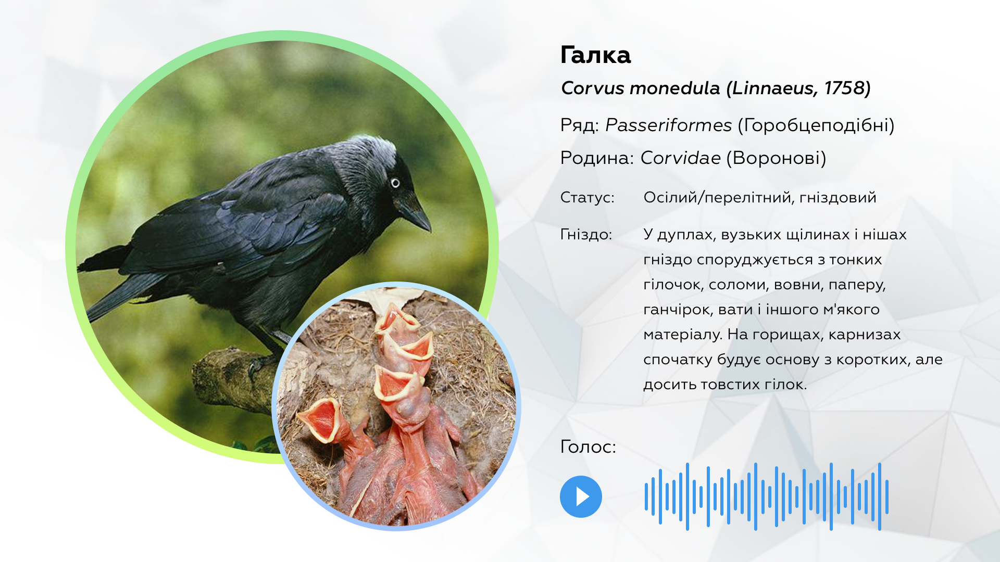 Галка
Corvus monedula (Linnaeus, 1758)
Ряд: Passeriformes (Горобцеподібні)
Родина: Corvidae (Воронові)
Статус: Осілий/перелітний, гніздовий
Гніздо: У дуплах, вузьких щілинах і нішах
гніздо споруджується з тонких
гілочок, соломи, вовни, паперу,
ганчірок, вати і іншого м'якого
матеріалу. На горищах, карнизах
спочатку будує основу з коротких, але
досить товстих гілок.
Голос: